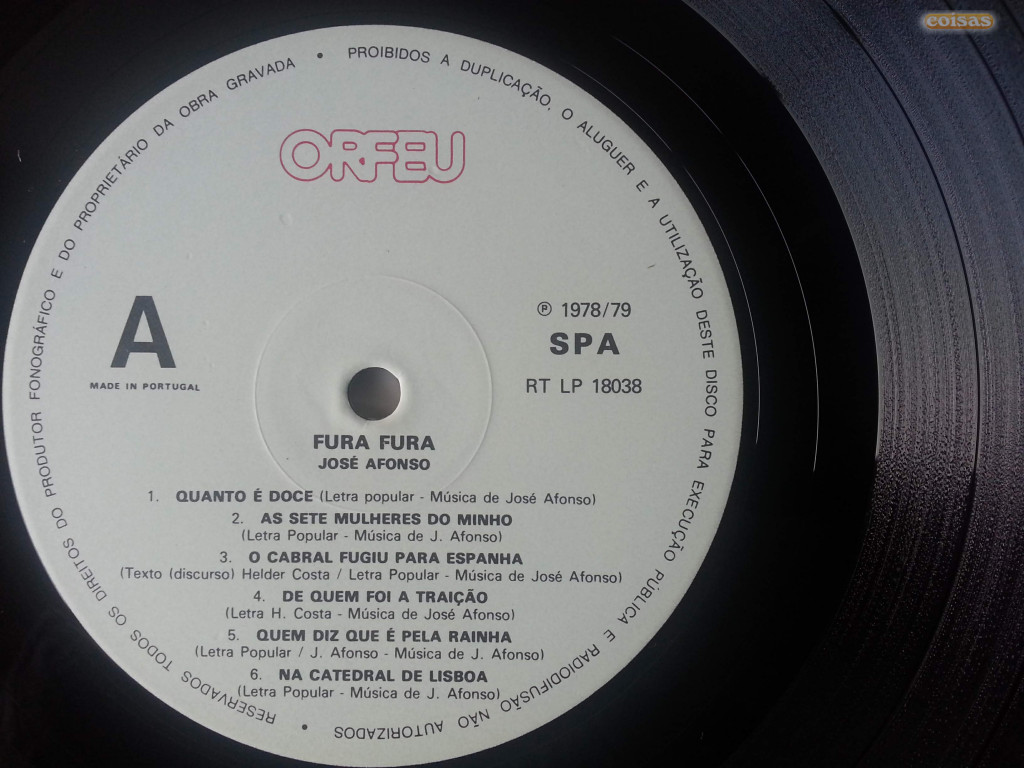 coisas
RESERVADOS TODOS OS DIREITOS DO PRODUTOR FONOGRÁFICO E DO PROPRIETÁRIO DA OBRA GRAVADA • PROIBIDOS A DUPLICAÇÃO, O ALUGUER E A UTILIZAÇÃO DESTE DISCO PARA EXECUÇÃO PÚBLICA E RADIODIFUSÃO NÃO AUTORIZADOS •
ORFEU
A
MADE IN PORTUGAL
℗ 1978/79
SPA
RT LP 18038
FURA FURA
JOSÉ AFONSO
1. QUANTO É DOCE (Letra popular - Música de José Afonso)
2. AS SETE MULHERES DO MINHO
(Letra Popular - Música de J. Afonso)
3. O CABRAL FUGIU PARA ESPANHA
(Texto (discurso) Helder Costa / Letra Popular - Música de José Afonso)
4. DE QUEM FOI A TRAIÇÃO
(Letra H. Costa - Música de José Afonso)
5. QUEM DIZ QUE É PELA RAINHA
(Letra Popular / J. Afonso - Música de J. Afonso)
6. NA CATEDRAL DE LISBOA
(Letra Popular - Música de J. Afonso)